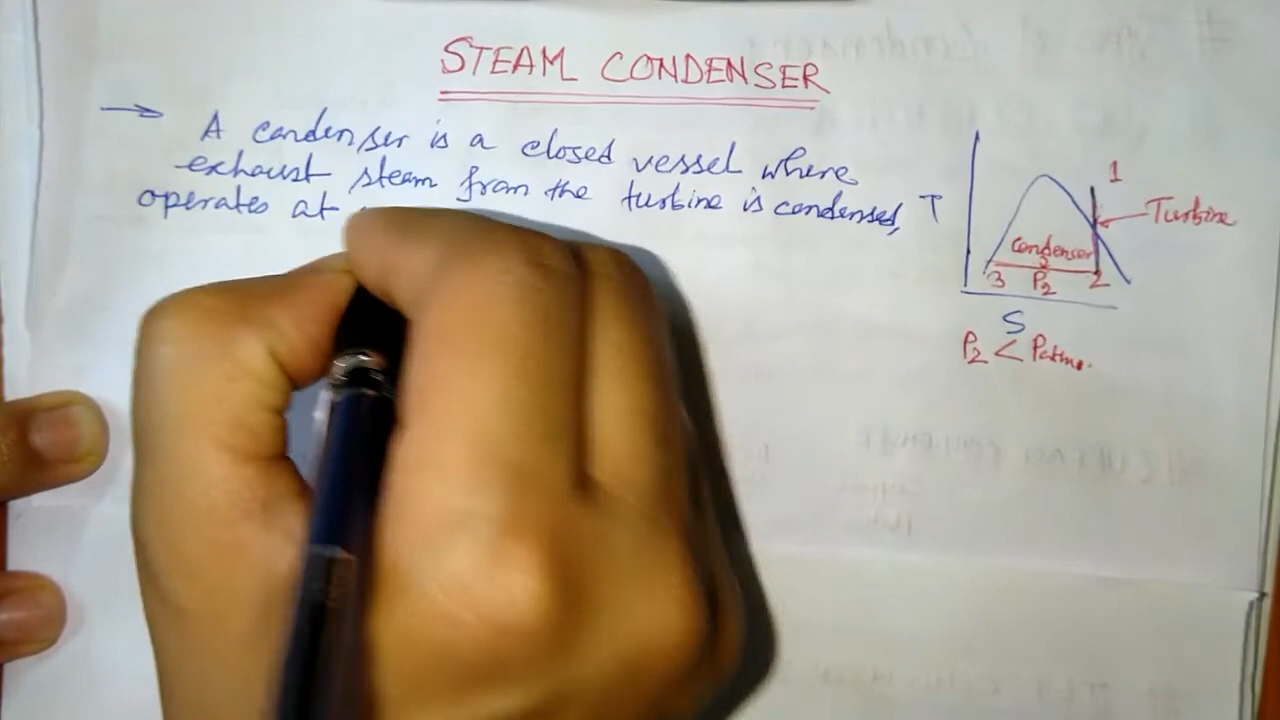 STEAM CONDENSER
→ A condenser is a closed vessel where
exhaust steam from the turbine is condensed,
operates at
T
1
Turbine
Condenser
3 P2 2
S
P2 < Patmo.